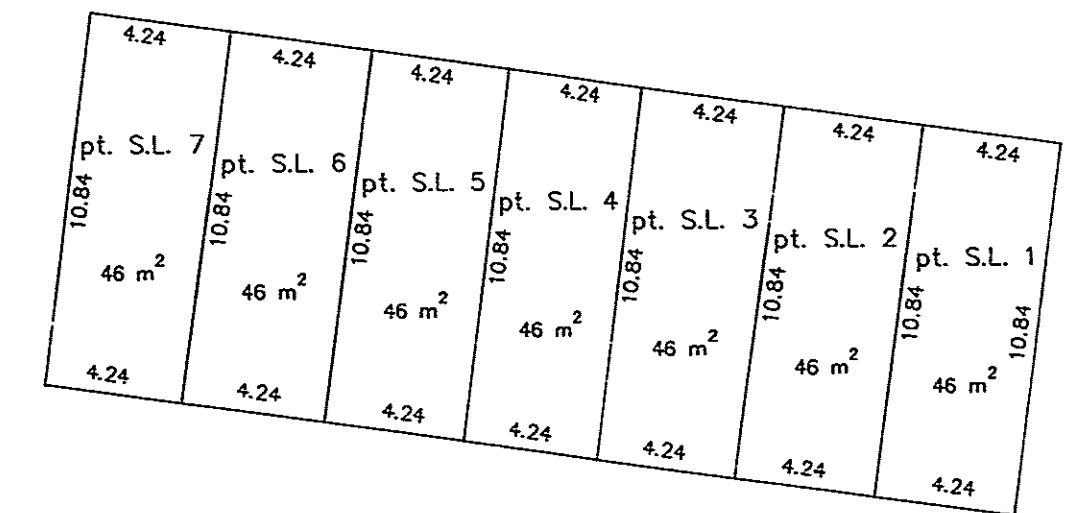 4.24
4.24
4.24
4.24
4.24
4.24
4.24
pt. S.L. 7
pt. S.L. 6
pt. S.L. 5
pt. S.L. 4
pt. S.L. 3
pt. S.L. 2
pt. S.L. 1
10.84
10.84
10.84
10.84
10.84
10.84
10.84
10.84
46 m²
46 m²
46 m²
46 m²
46 m²
46 m²
46 m²
4.24
4.24
4.24
4.24
4.24
4.24
4.24